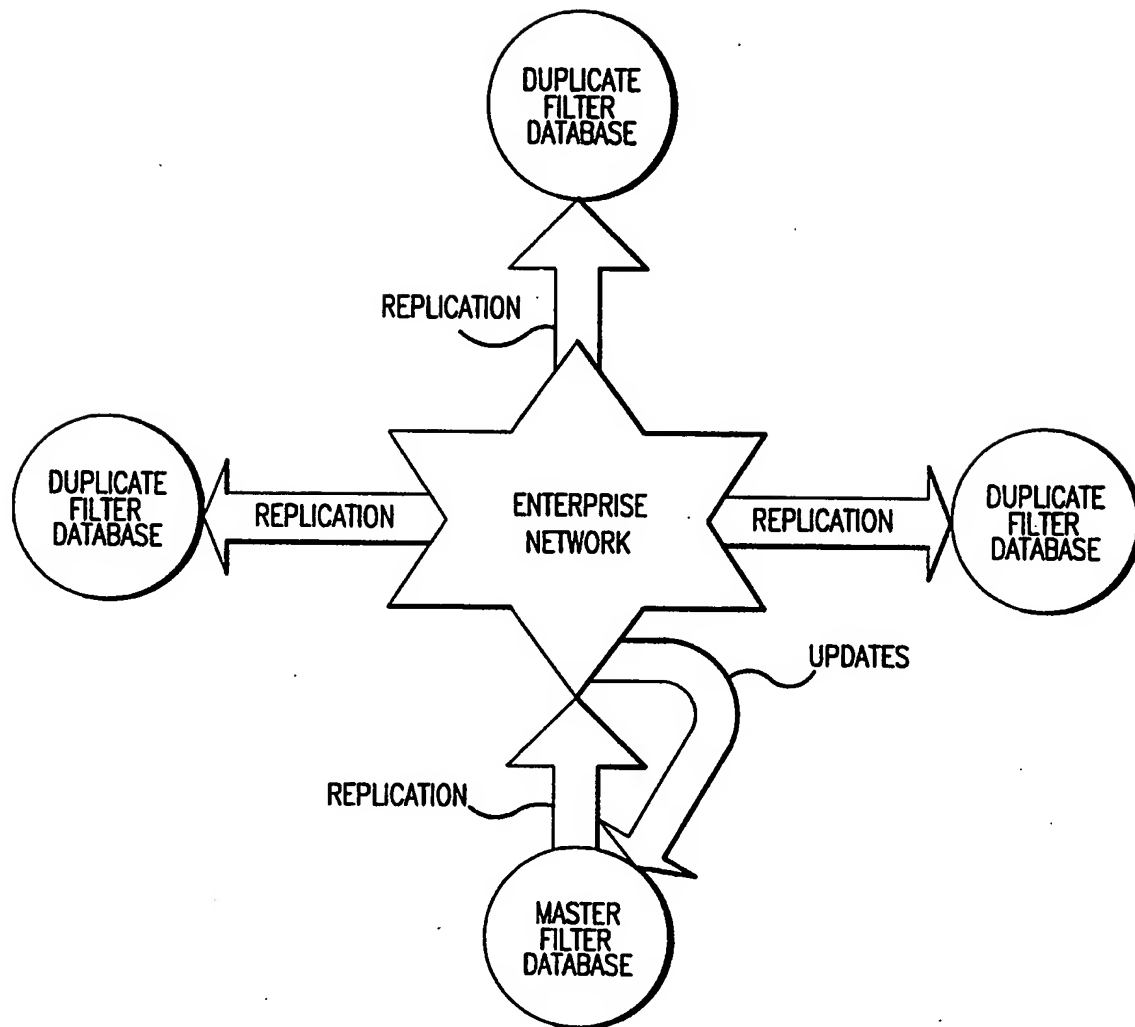 DUPLICATE
FILTER
DATABASE
REPLICATION
DUPLICATE
FILTER
DATABASE
REPLICATION
ENTERPRISE
NETWORK
REPLICATION
DUPLICATE
FILTER
DATABASE
UPDATES
REPLICATION
MASTER
FILTER
DATABASE